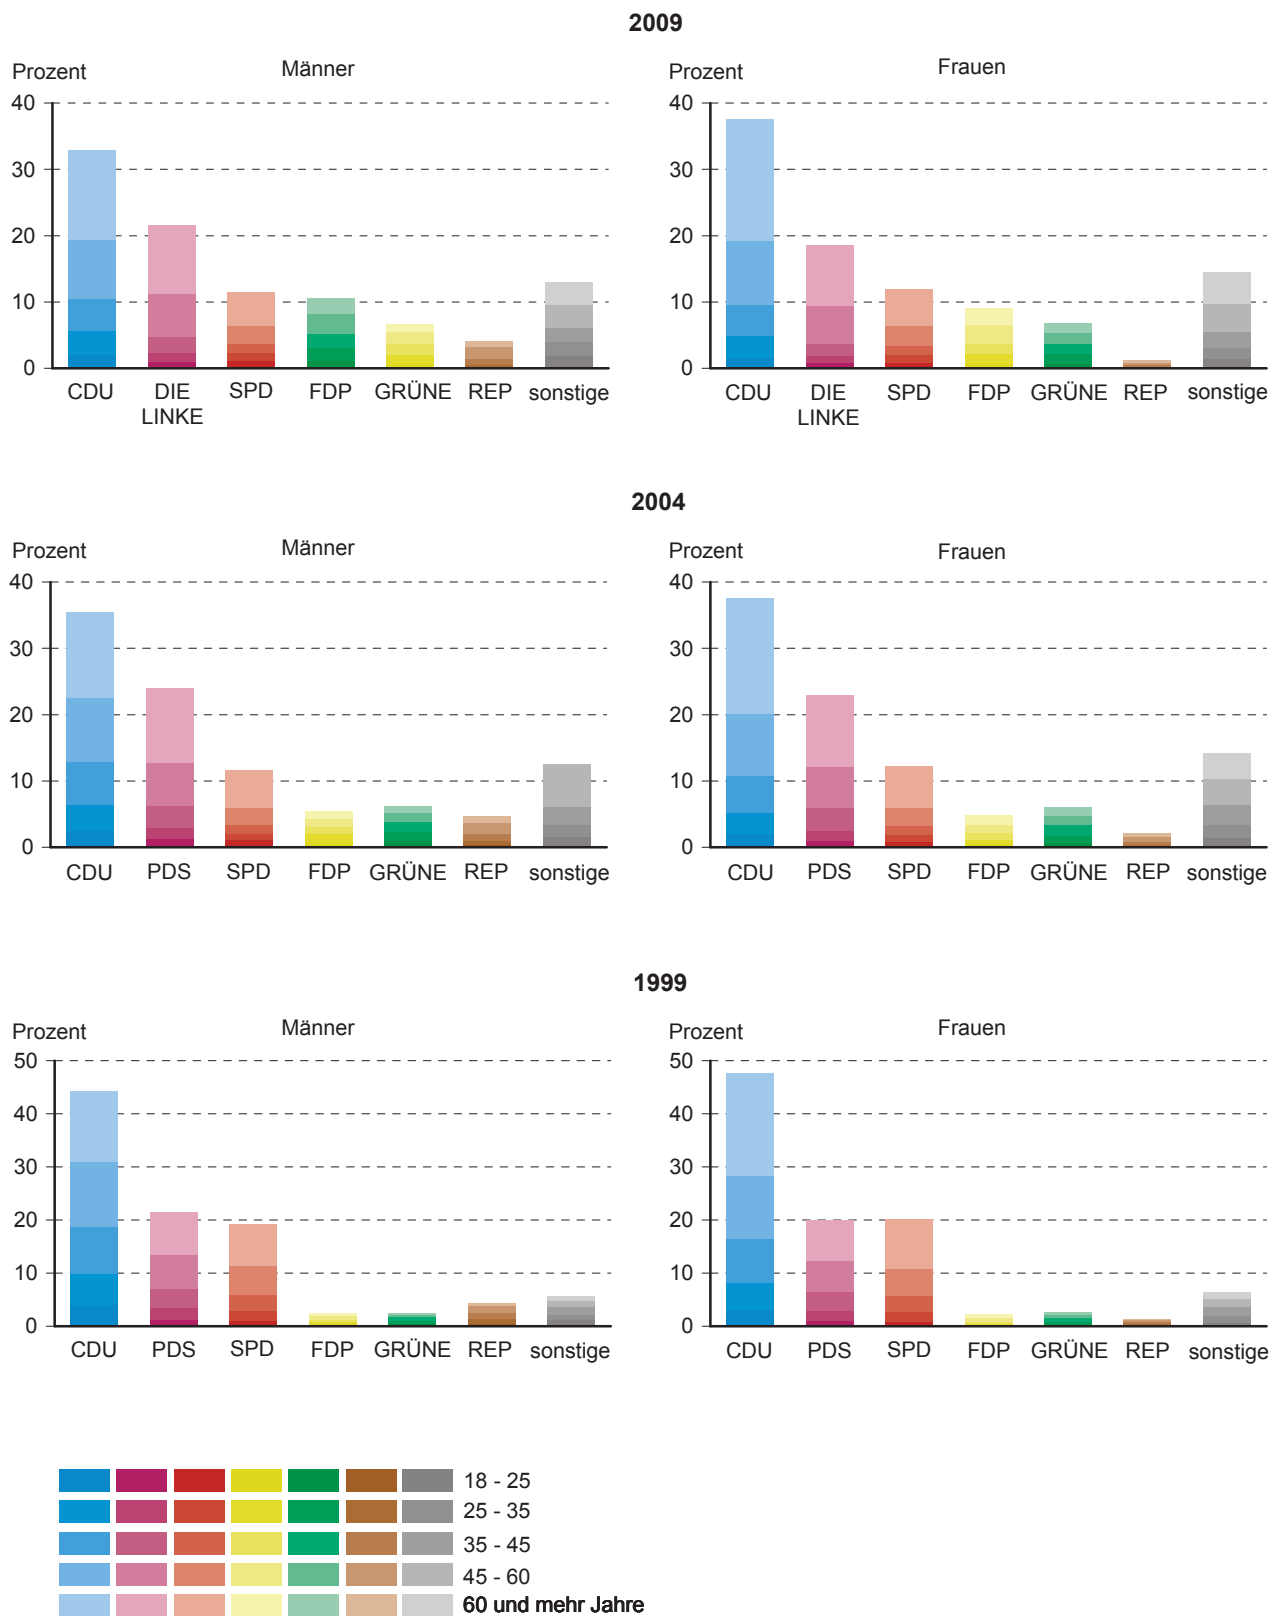 2009
Prozent Männer
40
30
20
10
0
CDU DIE LINKE SPD FDP GRÜNE REP sonstige
Prozent Frauen
40
30
20
10
0
CDU DIE LINKE SPD FDP GRÜNE REP sonstige
2004
Prozent Männer
40
30
20
10
0
CDU PDS SPD FDP GRÜNE REP sonstige
Prozent Frauen
40
30
20
10
0
CDU PDS SPD FDP GRÜNE REP sonstige
1999
Prozent Männer
50
40
30
20
10
0
CDU PDS SPD FDP GRÜNE REP sonstige
Prozent Frauen
50
40
30
20
10
0
CDU PDS SPD FDP GRÜNE REP sonstige
18 - 25
25 - 35
35 - 45
45 - 60
60 und mehr Jahre